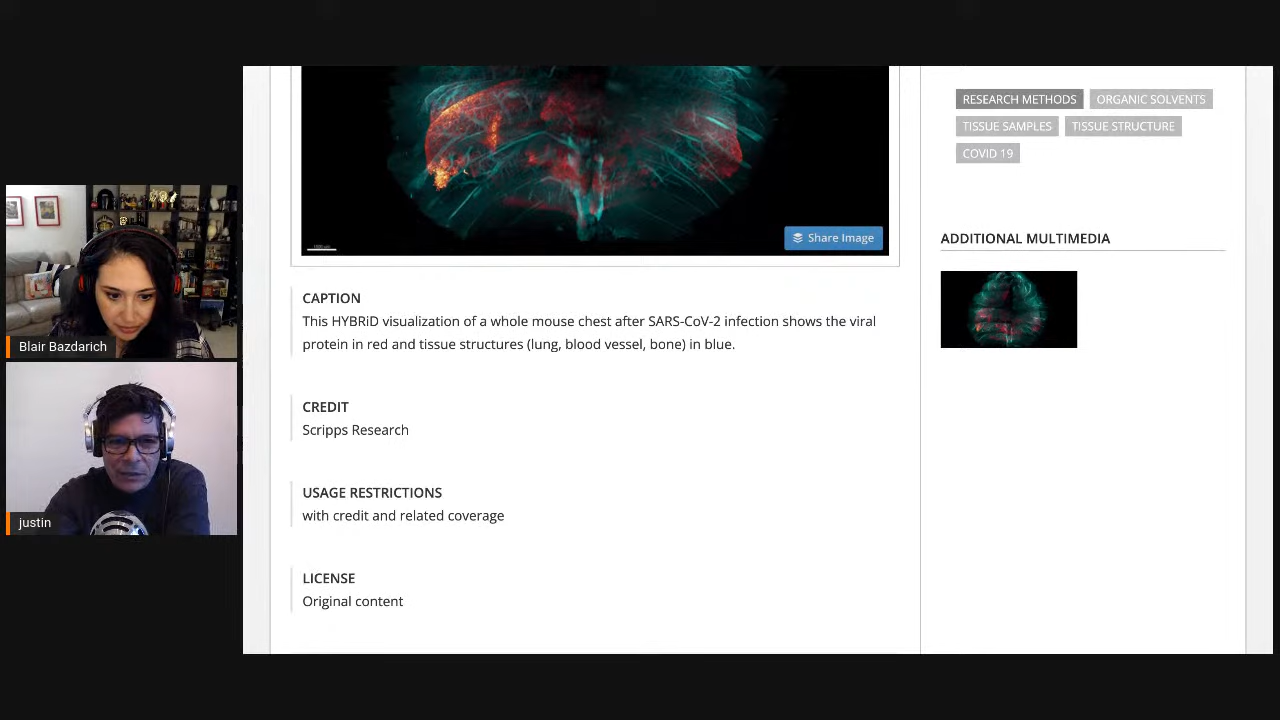 Blair Bazdarich
justin
Share Image
CAPTION
This HYBRiD visualization of a whole mouse chest after SARS-CoV-2 infection shows the viral
protein in red and tissue structures (lung, blood vessel, bone) in blue.
CREDIT
Scripps Research
USAGE RESTRICTIONS
with credit and related coverage
LICENSE
Original content
RESEARCH METHODS
ORGANIC SOLVENTS
TISSUE SAMPLES
TISSUE STRUCTURE
COVID 19
ADDITIONAL MULTIMEDIA